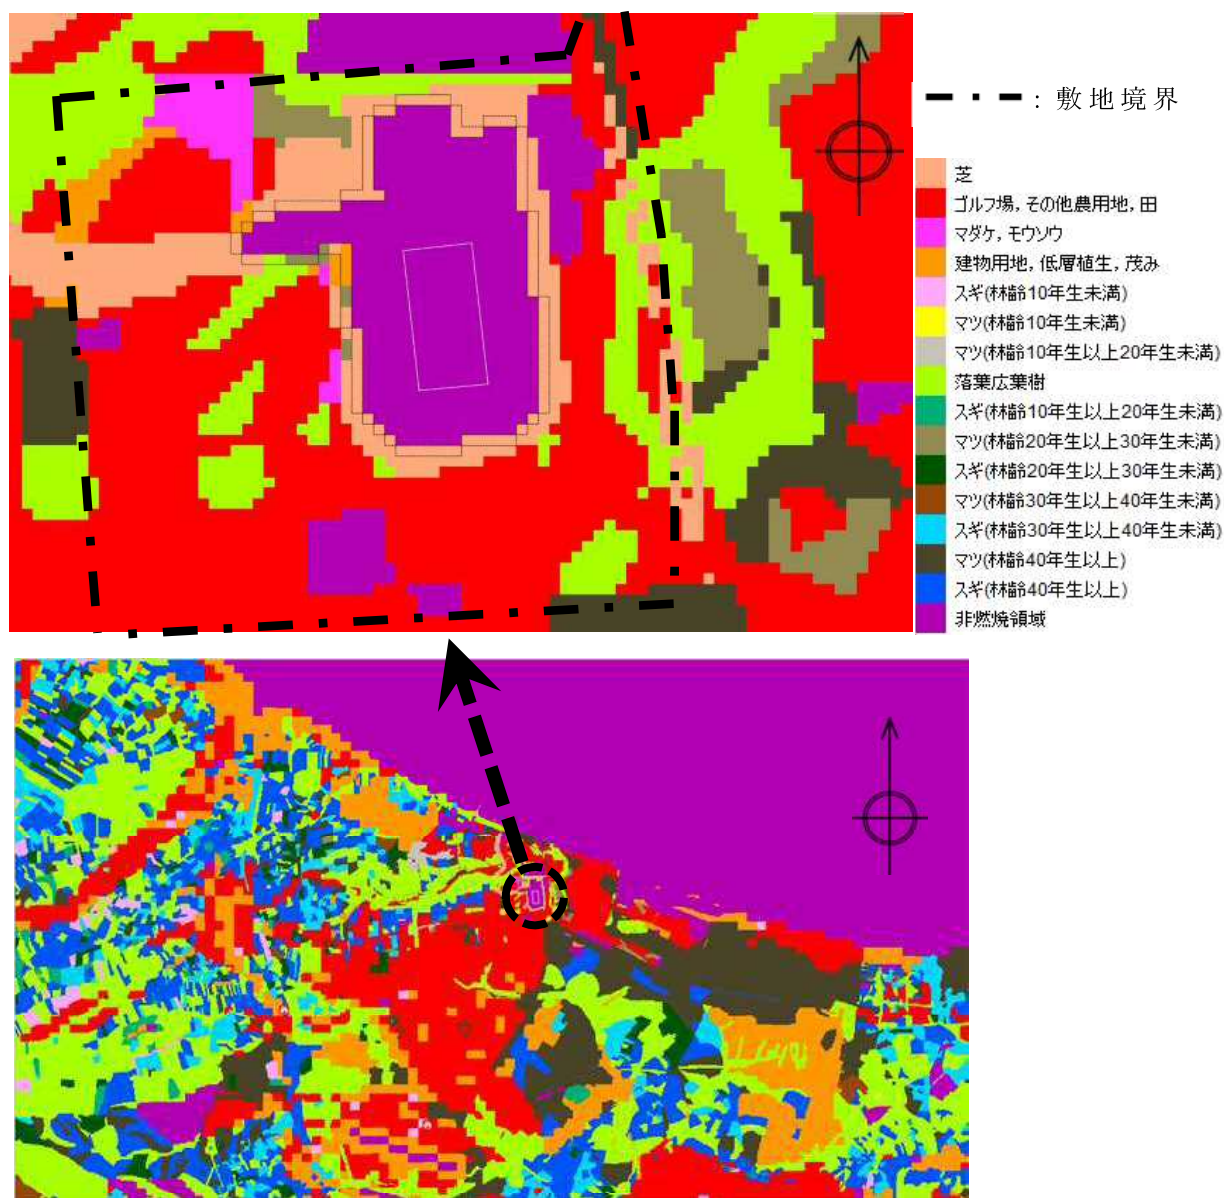 : 敷地境界
芝
ゴルフ場，その他農用地，田
マダケ，モウソウ
建物用地，低層植生，茂み
スギ(林齢10年生未満)
マツ(林齢10年生未満)
マツ(林齢10年生以上20年生未満)
落葉広葉樹
スギ(林齢10年生以上20年生未満)
マツ(林齢20年生以上30年生未満)
スギ(林齢20年生以上30年生未満)
マツ(林齢30年生以上40年生未満)
スギ(林齢30年生以上40年生未満)
マツ(林齢40年生以上)
スギ(林齢40年生以上)
非燃焼領域